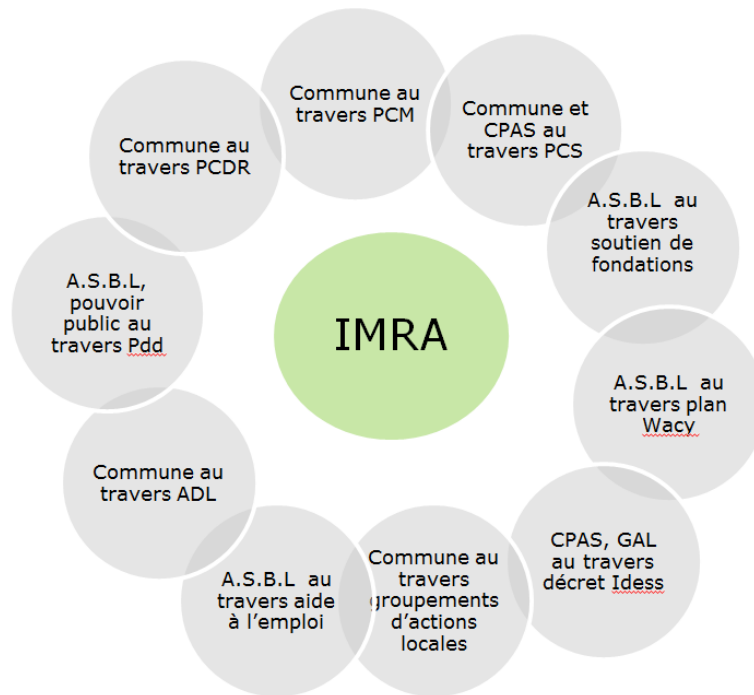 Commune au
travers PCM
Commune et
CPAS au
travers PCS
A.S.B.L  au
travers
soutien de
fondations
A.S.B.L  au
travers plan
Wacy
CPAS, GAL
au travers
décret Idess
Commune au
travers
groupements
d'actions
locales
A.S.B.L  au
travers aide
à l'emploi
Commune au
travers ADL
A.S.B.L,
pouvoir
public au
travers Pdd
Commune au
travers PCDR
IMRA